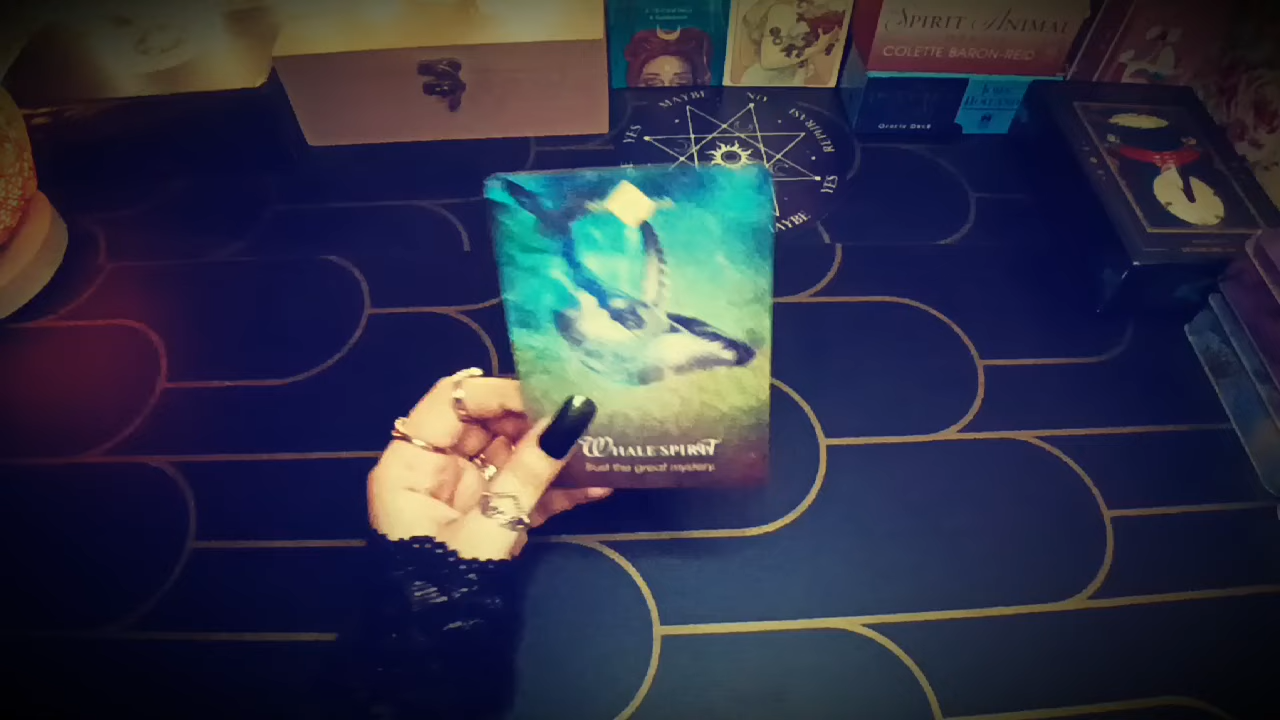 SPIRIT ANIMAL
COLETTE BARON-REID
Oracle Deck
MAYBE
NO
REPHRASE
YES
YES
MAYBE
WHALE SPIRIT
Trust the great mystery.